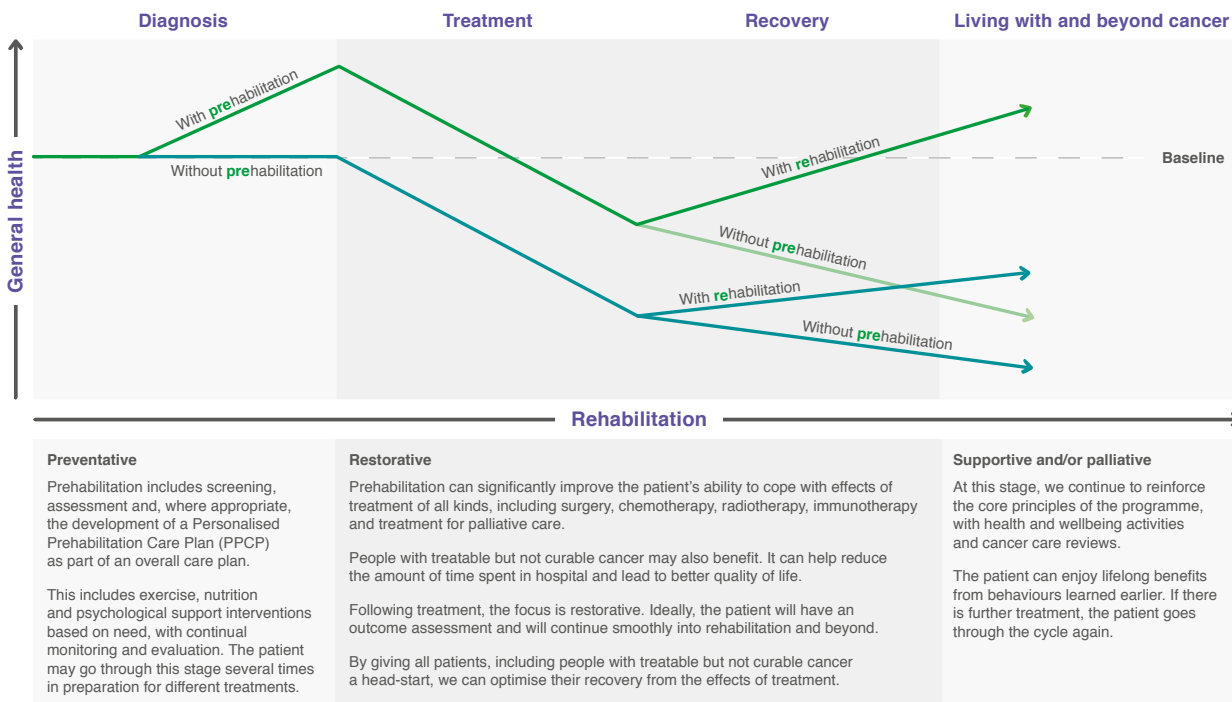 Diagnosis
Treatment
Recovery
Living with and beyond cancer
General health
With prehabilitation
Without prehabilitation
With rehabilitation
Baseline
Without prehabilitation
With rehabilitation
Without prehabilitation
Rehabilitation
Preventative
Prehabilitation includes screening,
assessment and, where appropriate,
the development of a Personalised
Prehabilitation Care Plan (PPCP)
as part of an overall care plan.
This includes exercise, nutrition
and psychological support interventions
based on need, with continual
monitoring and evaluation. The patient
may go through this stage several times
in preparation for different treatments.
Restorative
Prehabilitation can significantly improve the patient's ability to cope with effects of
treatment of all kinds, including surgery, chemotherapy, radiotherapy, immunotherapy
and treatment for palliative care.
People with treatable but not curable cancer may also benefit. It can help reduce
the amount of time spent in hospital and lead to better quality of life.
Following treatment, the focus is restorative. Ideally, the patient will have an
outcome assessment and will continue smoothly into rehabilitation and beyond.
By giving all patients, including people with treatable but not curable cancer
a head-start, we can optimise their recovery from the effects of treatment.
Supportive and/or palliative
At this stage, we continue to reinforce
the core principles of the programme,
with health and wellbeing activities
and cancer care reviews.
The patient can enjoy lifelong benefits
from behaviours learned earlier. If there
is further treatment, the patient goes
through the cycle again.